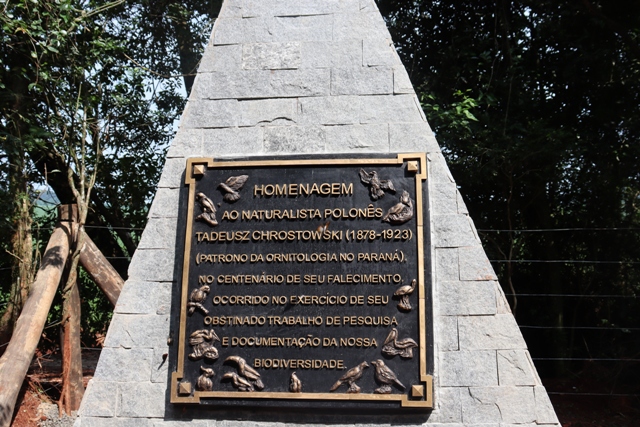 HOMENAGEM
AO NATURALISTA POLONÊS
TADEUSZ CHROSTOWSKI (1878-1923)
(PATRONO DA ORNITOLOGIA NO PARANÁ)
NO CENTENÁRIO DE SEU FALECIMENTO,
OCORRIDO NO EXERCÍCIO DE SEU
OBSTINADO TRABALHO DE PESQUISA
E DOCUMENTAÇÃO DA NOSSA
BIODIVERSIDADE.